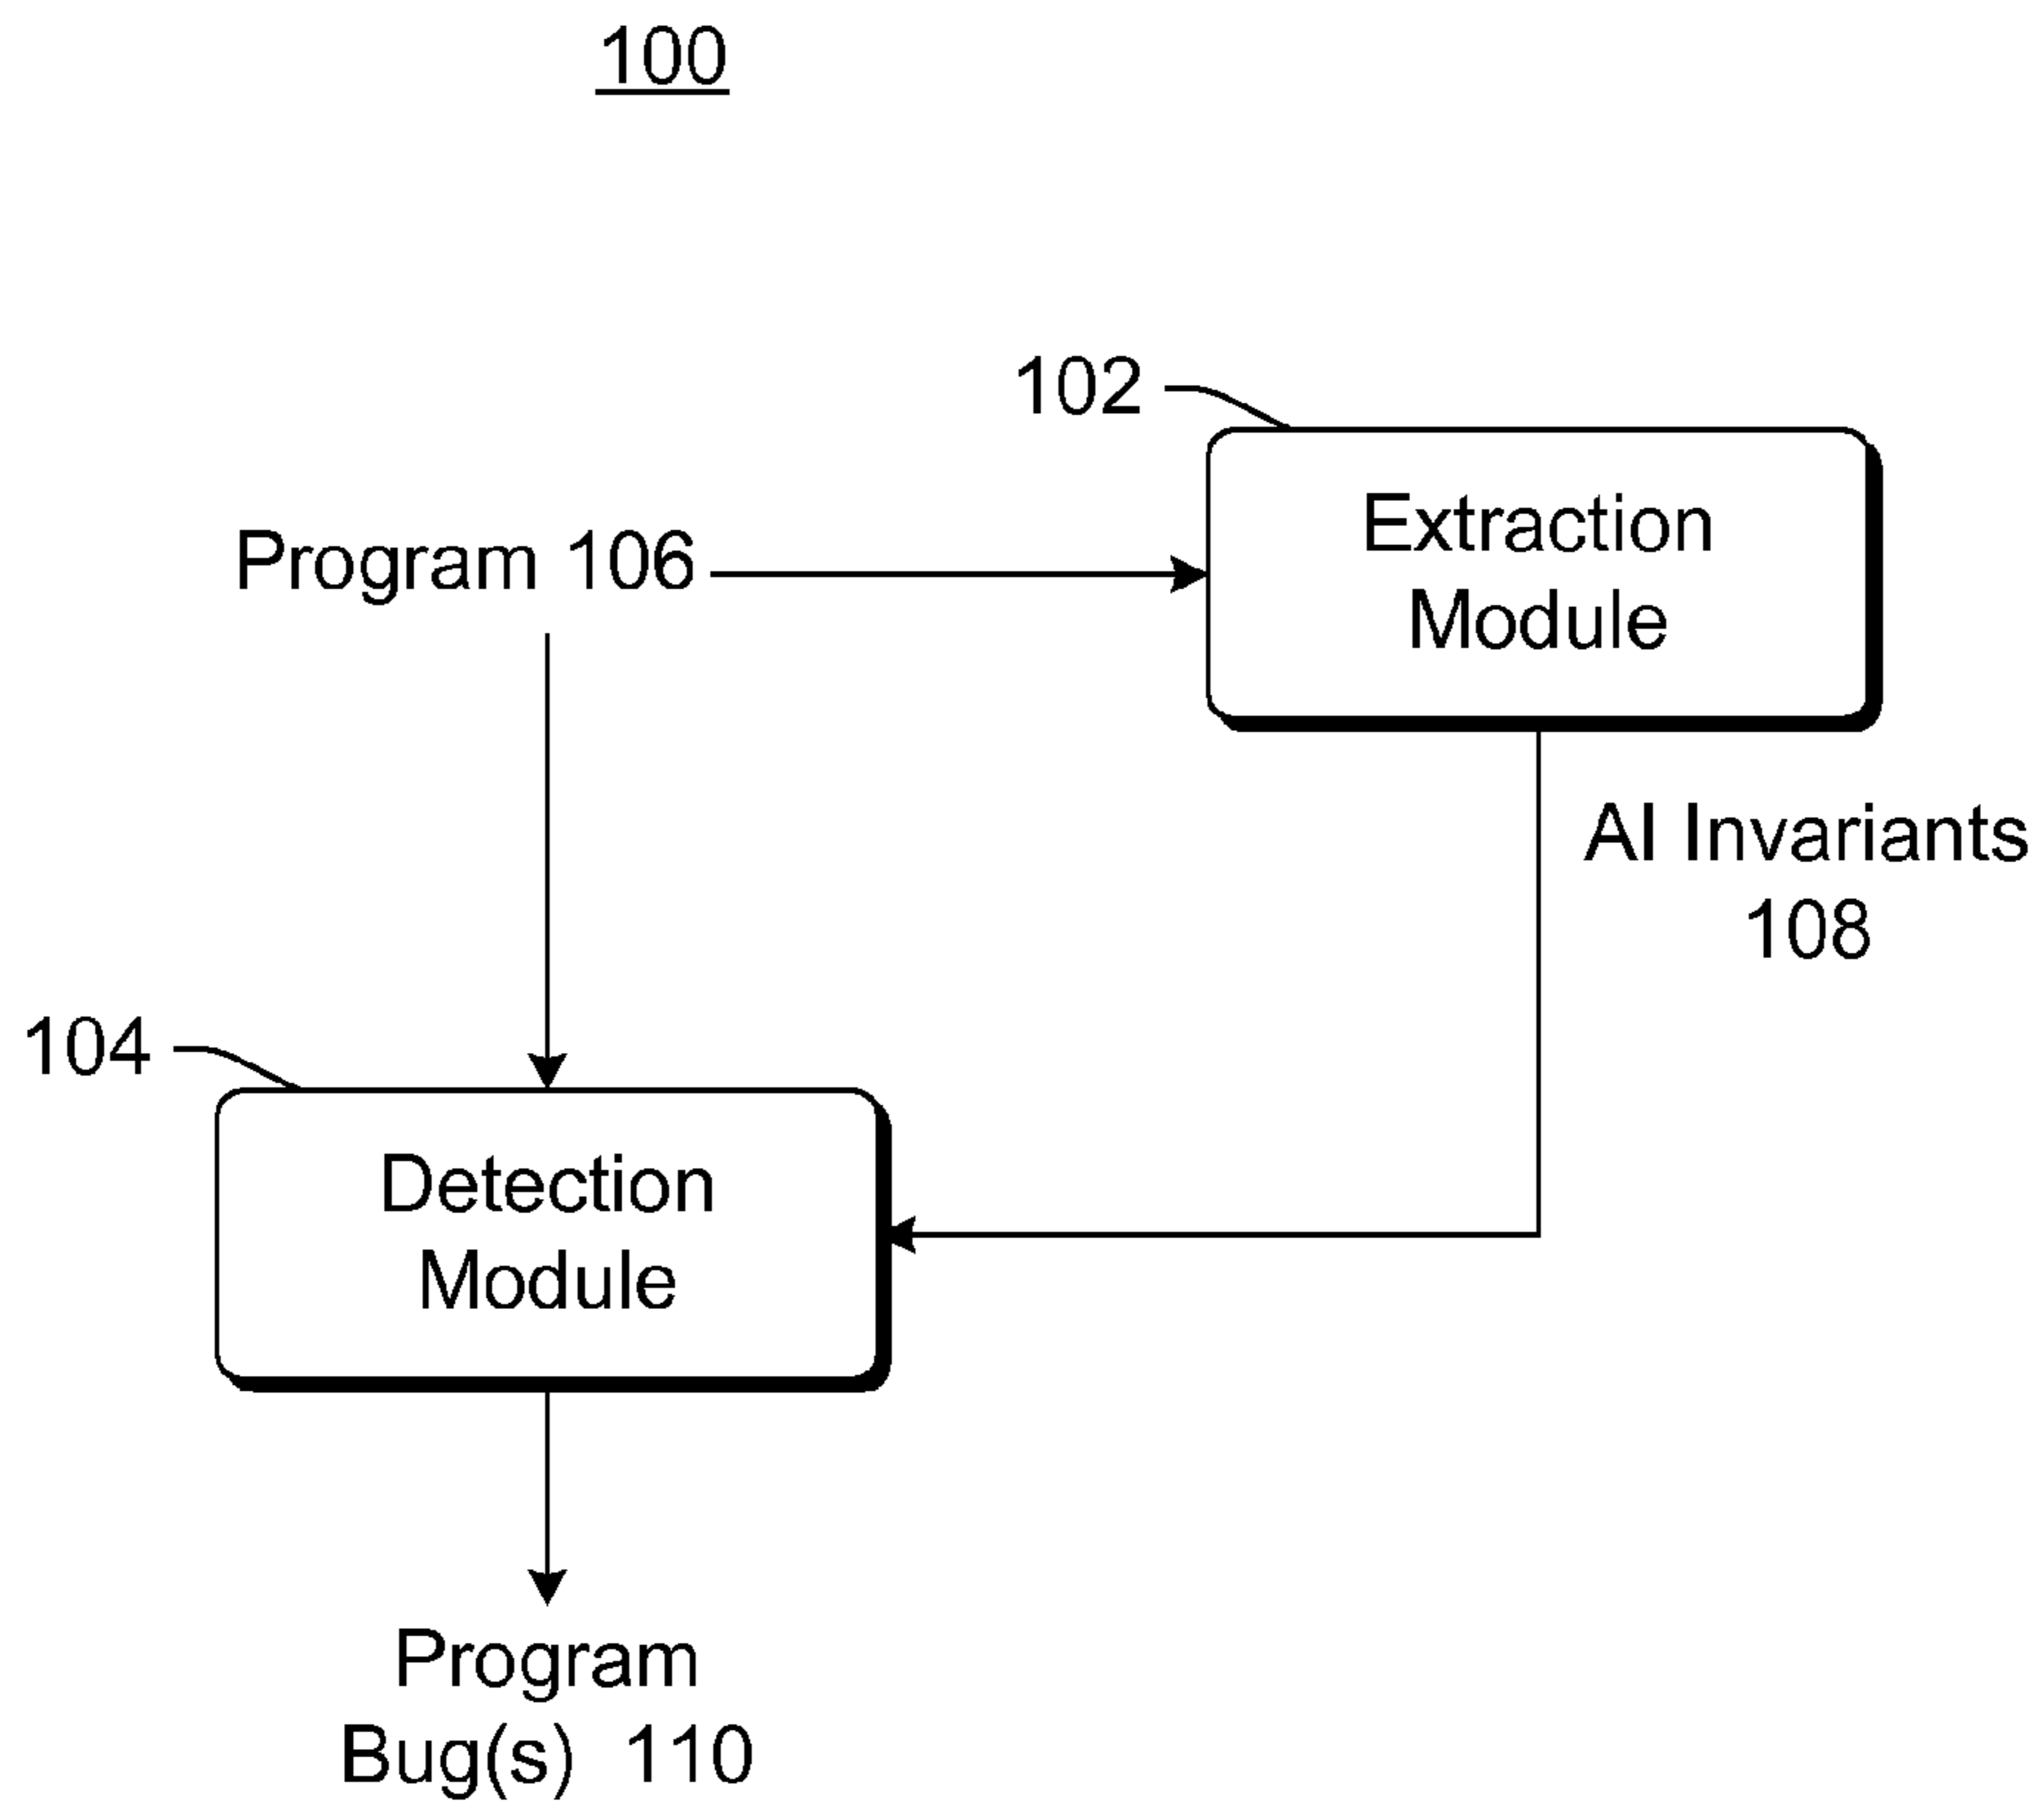 100
102
Extraction
Module
Program 106
AI Invariants
108
104
Detection
Module
Program
Bug(s) 110